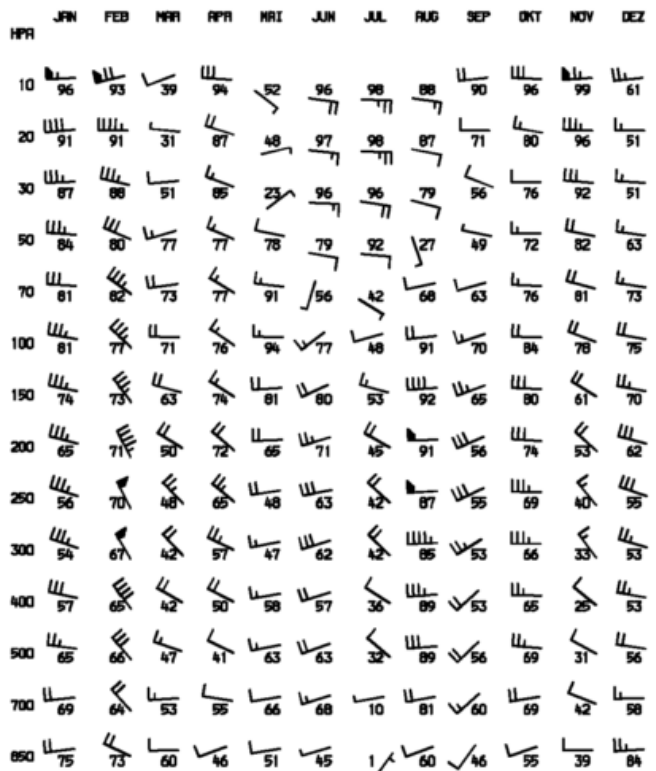 JAN FEB MAR APR MAI JUN JUL AUG SEP OKT NOV DEZ
HPA
10 96 93 39 94 52 96 98 88 90 96 99 61
20 91 91 31 87 48 97 98 87 71 80 96 51
30 87 88 51 85 23 96 96 79 56 76 92 51
50 84 80 77 77 78 79 92 27 49 72 82 63
70 81 82 73 77 91 56 42 68 63 76 81 73
100 81 77 71 76 94 77 48 91 70 84 78 75
150 74 73 63 74 81 80 53 92 65 80 61 70
200 65 71 50 72 65 71 45 91 56 74 53 62
250 56 70 48 65 48 63 42 87 55 69 40 55
300 54 67 42 57 47 62 42 85 53 66 33 53
400 57 65 42 50 58 57 36 89 53 65 25 53
500 65 66 47 41 63 63 32 89 56 69 31 56
700 69 64 53 55 66 68 10 81 60 69 42 58
850 75 73 60 46 51 45 1 60 46 55 39 84